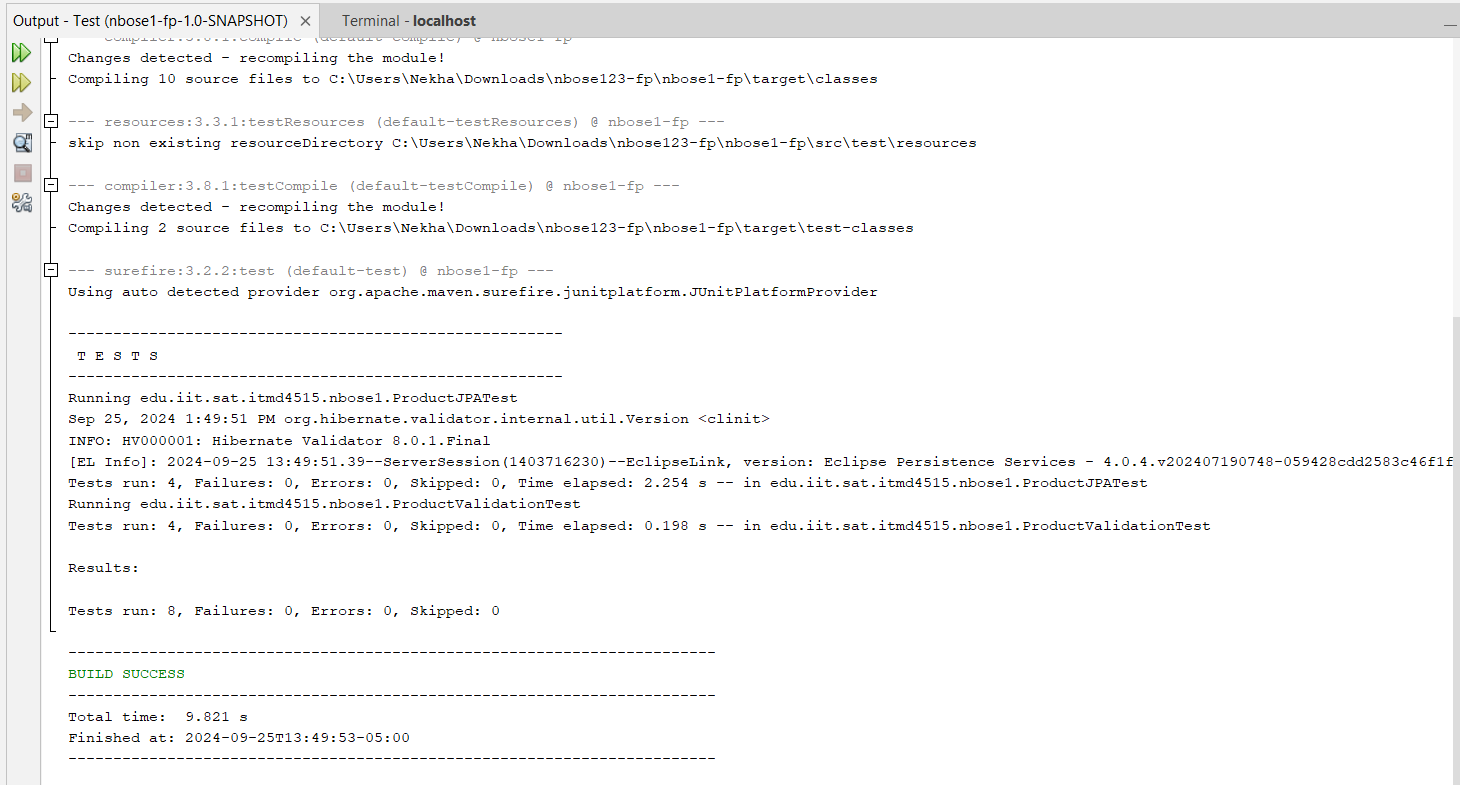 Output - Test (nbose1-fp-1.0-SNAPSHOT)
Terminal - localhost
--- compiler:3.8.1:compile (default-compile) @ nbose1-fp
Changes detected - recompiling the module!
Compiling 10 source files to C:\Users\Nekha\Downloads\nbose123-fp\nbose1-fp\target\classes
--- resources:3.3.1:testResources (default-testResources) @ nbose1-fp ---
skip non existing resourceDirectory C:\Users\Nekha\Downloads\nbose123-fp\nbose1-fp\src\test\resources
--- compiler:3.8.1:testCompile (default-testCompile) @ nbose1-fp ---
Changes detected - recompiling the module!
Compiling 2 source files to C:\Users\Nekha\Downloads\nbose123-fp\nbose1-fp\target\test-classes
--- surefire:3.2.2:test (default-test) @ nbose1-fp ---
Using auto detected provider org.apache.maven.surefire.junitplatform.JUnitPlatformProvider
-------------------------------------------------------
T E S T S
-------------------------------------------------------
Running edu.iit.sat.itmd4515.nbose1.ProductJPATest
Sep 25, 2024 1:49:51 PM org.hibernate.validator.internal.util.Version <clinit>
INFO: HV000001: Hibernate Validator 8.0.1.Final
[EL Info]: 2024-09-25 13:49:51.39--ServerSession(1403716230)--EclipseLink, version: Eclipse Persistence Services - 4.0.4.v202407190748-059428cdd2583c46f1f
Tests run: 4, Failures: 0, Errors: 0, Skipped: 0, Time elapsed: 2.254 s -- in edu.iit.sat.itmd4515.nbose1.ProductJPATest
Running edu.iit.sat.itmd4515.nbose1.ProductValidationTest
Tests run: 4, Failures: 0, Errors: 0, Skipped: 0, Time elapsed: 0.198 s -- in edu.iit.sat.itmd4515.nbose1.ProductValidationTest
Results:
Tests run: 8, Failures: 0, Errors: 0, Skipped: 0
------------------------------------------------------------------------
BUILD SUCCESS
------------------------------------------------------------------------
Total time:  9.821 s
Finished at: 2024-09-25T13:49:53-05:00
------------------------------------------------------------------------